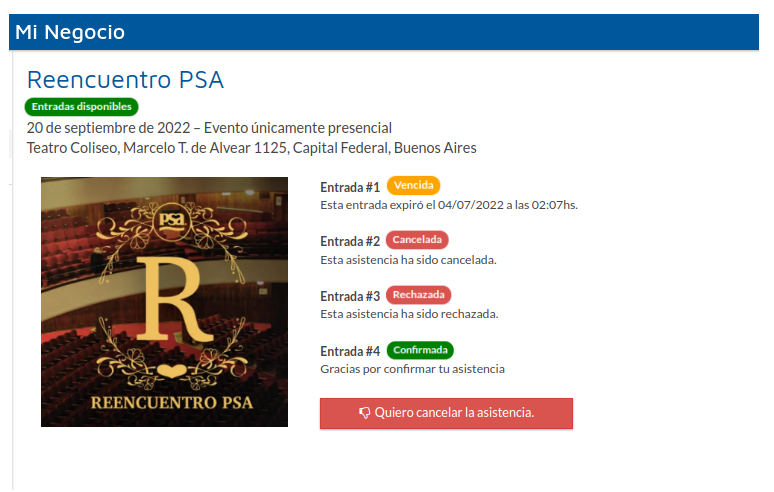 Mi Negocio
Reencuentro PSA
Entradas disponibles
20 de septiembre de 2022 – Evento únicamente presencial
Teatro Coliseo, Marcelo T. de Alvear 1125, Capital Federal, Buenos Aires
psa
R
REENCUENTRO PSA
Entrada #1 Vencida
Esta entrada expiró el 04/07/2022 a las 02:07hs.
Entrada #2 Cancelada
Esta asistencia ha sido cancelada.
Entrada #3 Rechazada
Esta asistencia ha sido rechazada.
Entrada #4 Confirmada
Gracias por confirmar tu asistencia
Quiero cancelar la asistencia.